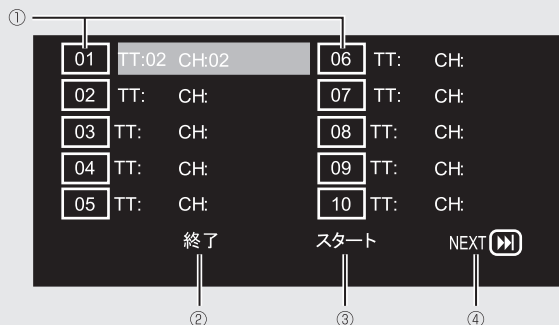 ①
01 TT:02 CH:02 06 TT: CH:
02 TT: CH: 07 TT: CH:
03 TT: CH: 08 TT: CH:
04 TT: CH: 09 TT: CH:
05 TT: CH: 10 TT: CH:
終了 スタート NEXT
② ③ ④